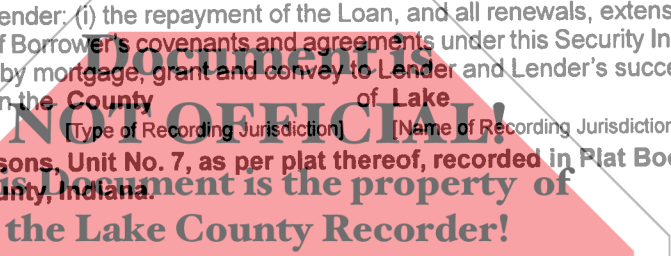 ender: (i) the repayment of the Loan, and all renewals, extens
f Borrower's covenants and agreements under this Security In
Document is
by mortgage, grant and convey to Lender and Lender's succe
n the County of Lake
NOT OFFICIAL!
[Type of Recording Jurisdiction] [Name of Recording Jurisdiction
sons, Unit No. 7, as per plat thereof, recorded in Plat Boo
is Document is the property of
unty, Indiana.
the Lake County Recorder!